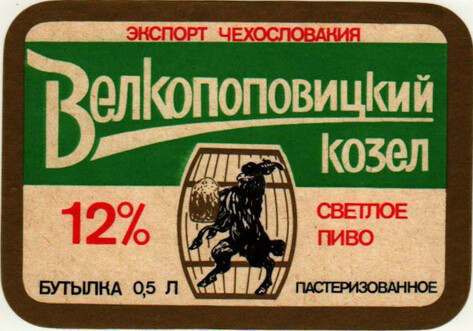 ЭКСПОРТ ЧЕХОСЛОВАКИЯ
Велкопоповицкий
козел
12%
СВЕТЛОЕ
ПИВО
БУТЫЛКА 0,5 Л
ПАСТЕРИЗОВАННОЕ